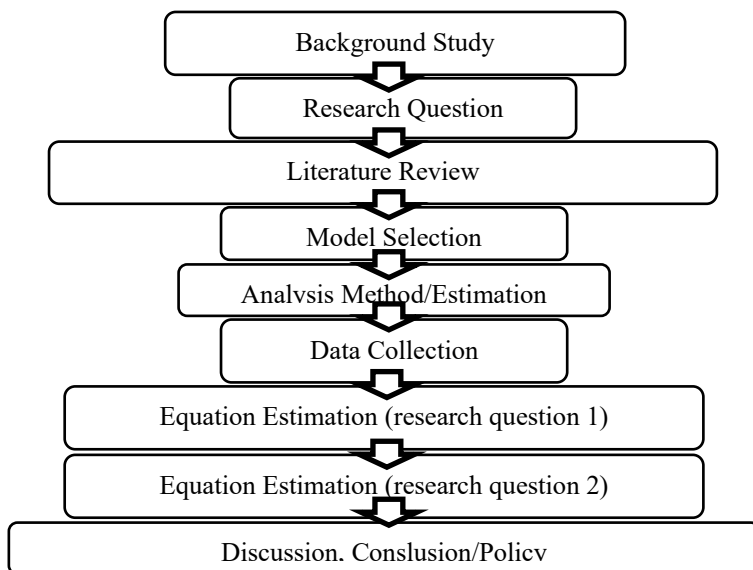 Background Study
Research Question
Literature Review
Model Selection
Analysis Method/Estimation
Data Collection
Equation Estimation (research question 1)
Equation Estimation (research question 2)
Discussion, Conslusion/Policy